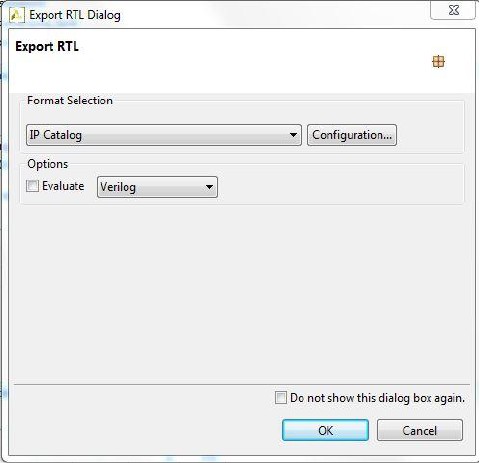 Export RTL Dialog
Export RTL
Format Selection
IP Catalog
Configuration...
Options
Evaluate
Verilog
Do not show this dialog box again.
OK
Cancel